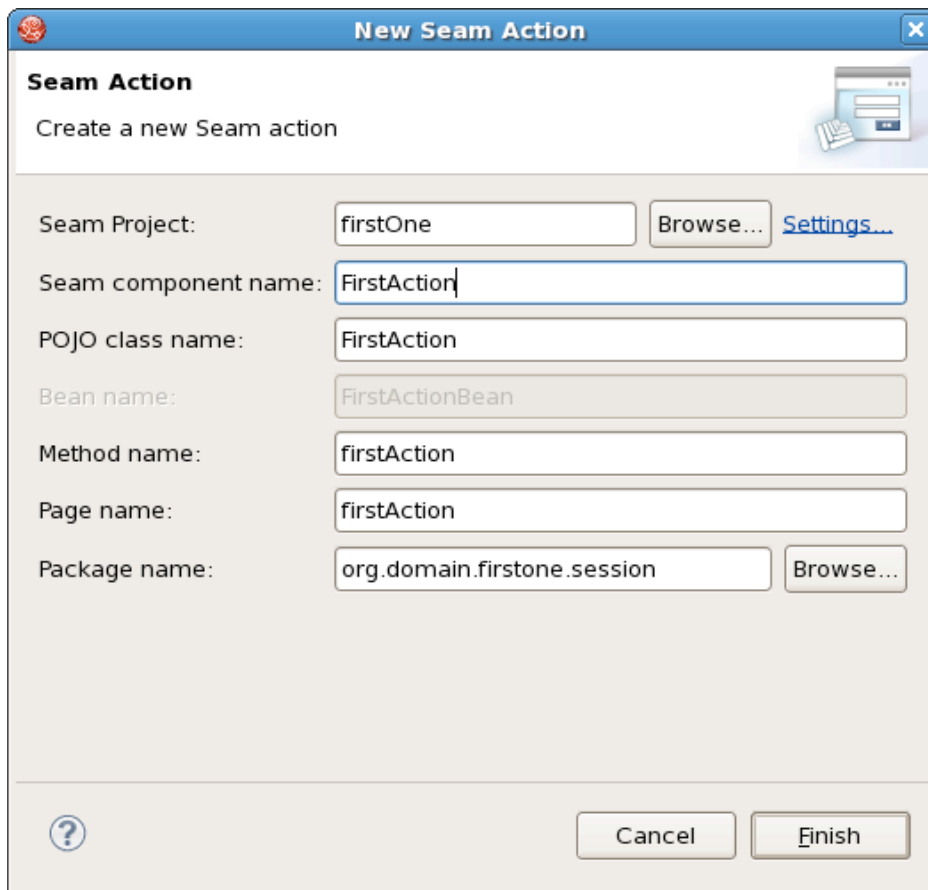 New Seam Action
Seam Action
Create a new Seam action
Seam Project: firstOne Browse... Settings...
Seam component name: FirstAction
POJO class name: FirstAction
Bean name: FirstActionBean
Method name: firstAction
Page name: firstAction
Package name: org.domain.firstone.session Browse...
? Cancel Finish